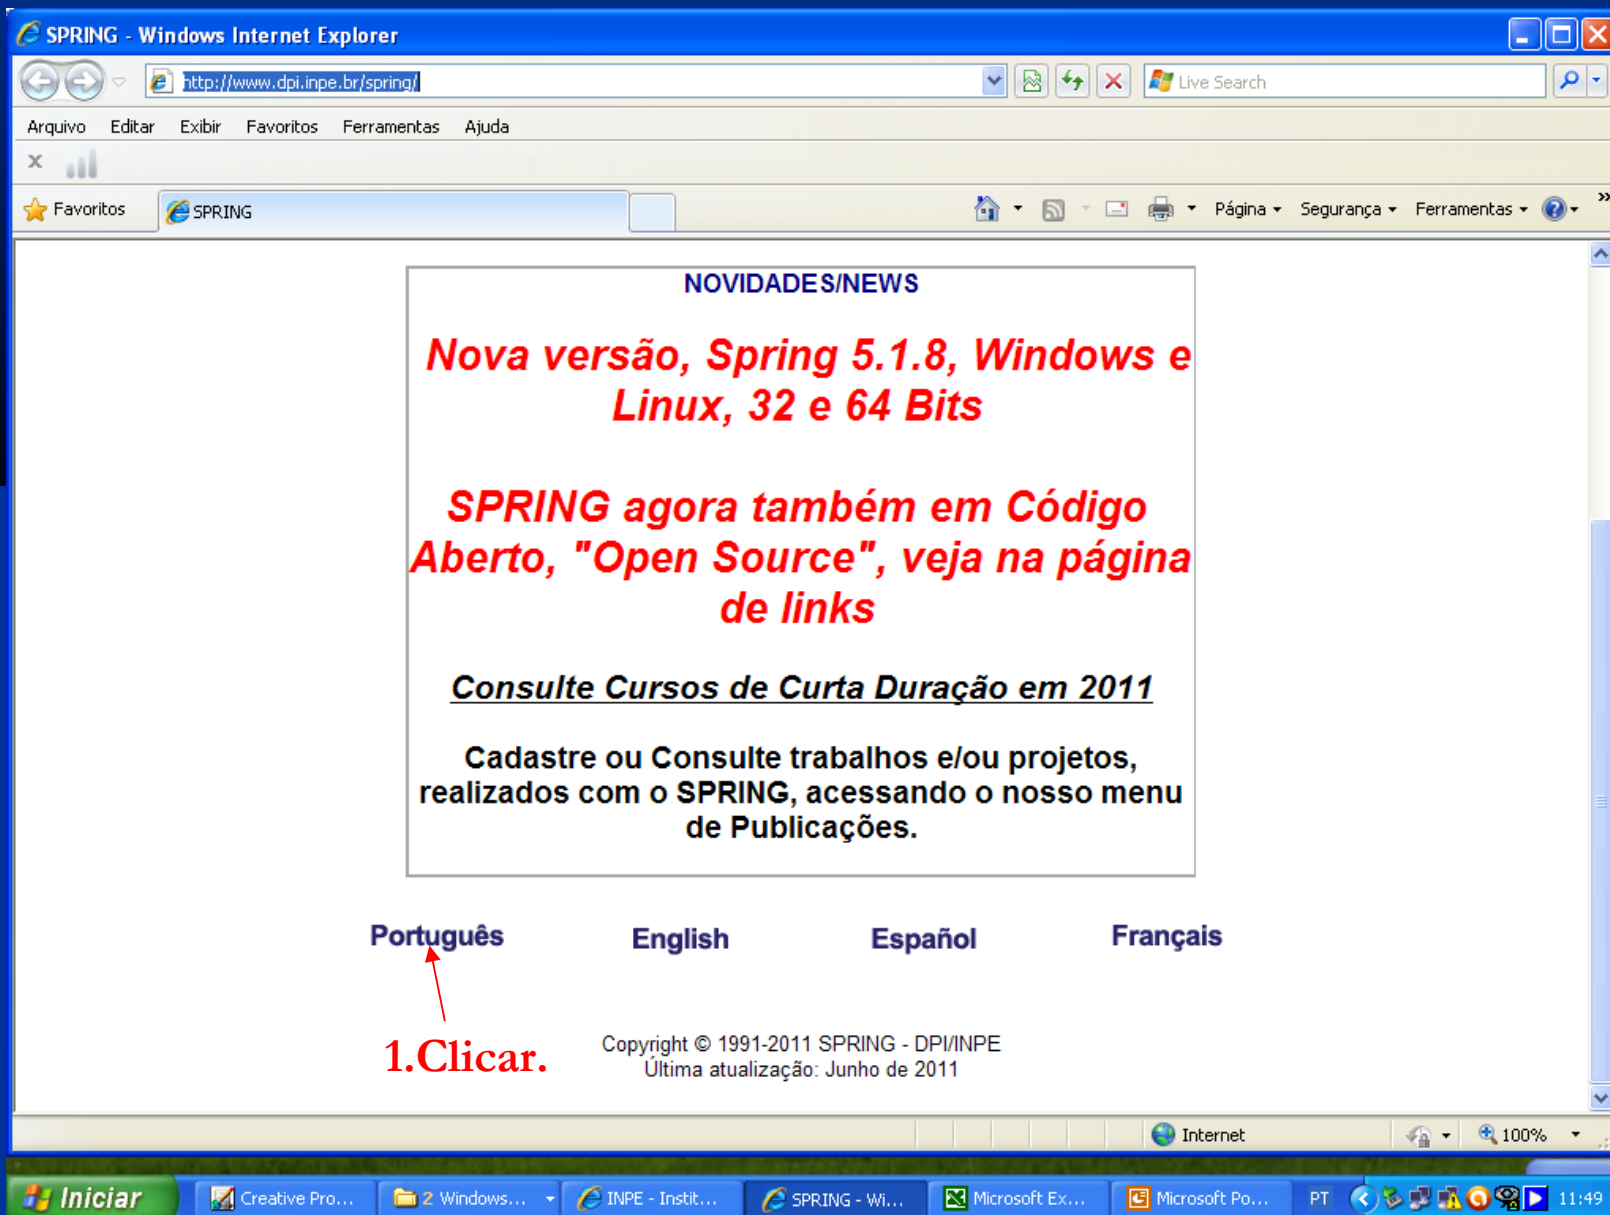 SPRING - Windows Internet Explorer
http://www.dpi.inpe.br/spring/
Live Search
Arquivo Editar Exibir Favoritos Ferramentas Ajuda
x
Favoritos SPRING Página Segurança Ferramentas »
NOVIDADES/NEWS
Nova versão, Spring 5.1.8, Windows e
Linux, 32 e 64 Bits
SPRING agora também em Código
Aberto, "Open Source", veja na página
de links
Consulte Cursos de Curta Duração em 2011
Cadastre ou Consulte trabalhos e/ou projetos,
realizados com o SPRING, acessando o nosso menu
de Publicações.
Português English Español Français
1.Clicar.
Copyright © 1991-2011 SPRING - DPI/INPE
Última atualização: Junho de 2011
Internet 100%
Iniciar Creative Pro... 2 Windows... INPE - Instit... SPRING - Wi... Microsoft Ex... Microsoft Po... PT 11:49